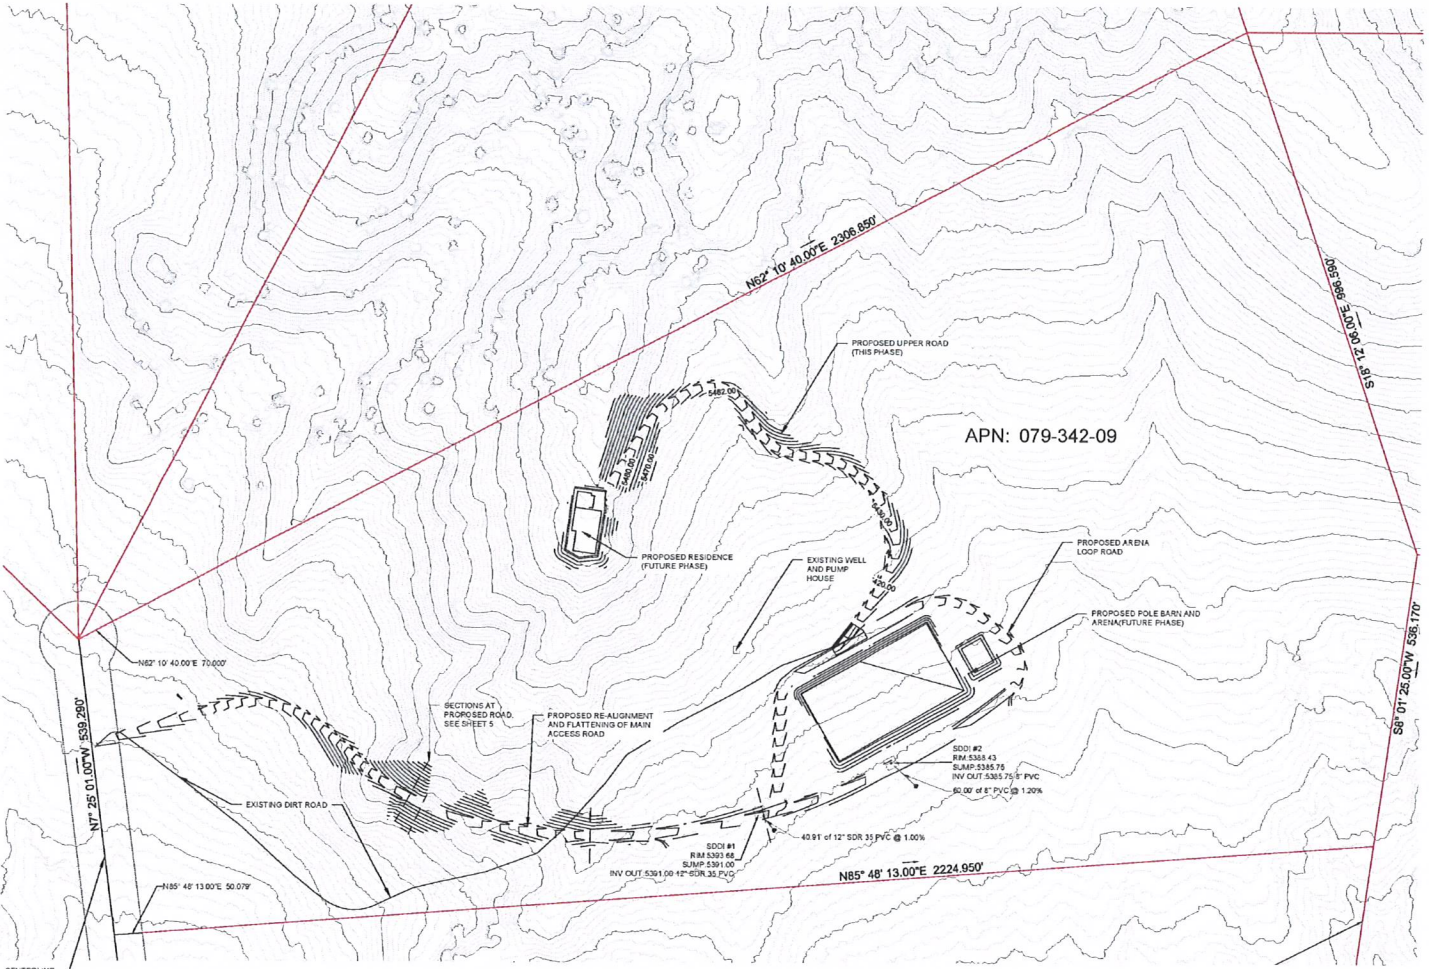 N62° 10' 40.00"E 2306.850'
S18° 12' 06.00"E 996.590'
PROPOSED UPPER ROAD
(THIS PHASE)
5482.00
APN: 079-342-09
5480.00
5470.00
5430.00
PROPOSED ARENA
LOOP ROAD
PROPOSED RESIDENCE
(FUTURE PHASE)
EXISTING WELL
AND PUMP
HOUSE
PROPOSED POLE BARN AND
ARENA(FUTURE PHASE)
S8° 01' 25.00"W 536.170'
N62° 10' 40.00"E 70.000'
N7° 25' 01.00"W 539.290'
SECTIONS AT
PROPOSED ROAD,
SEE SHEET 5
PROPOSED RE-ALIGNMENT
AND FLATTENING OF MAIN
ACCESS ROAD
SDDI #2
RIM:5388.43
SUMP:5385.75
INV OUT:5385.75 8" PVC
60.00' of 8" PVC @ 1.20%
EXISTING DIRT ROAD
40.91' of 12" SDR 35 PVC @ 1.00%
SDDI #1
RIM:5393.68
SUMP:5391.00
INV OUT:5391.00 12" SDR 35 PVC
N85° 48' 13.00"E 2224.950'
N85° 48' 13.00"E 50.079'